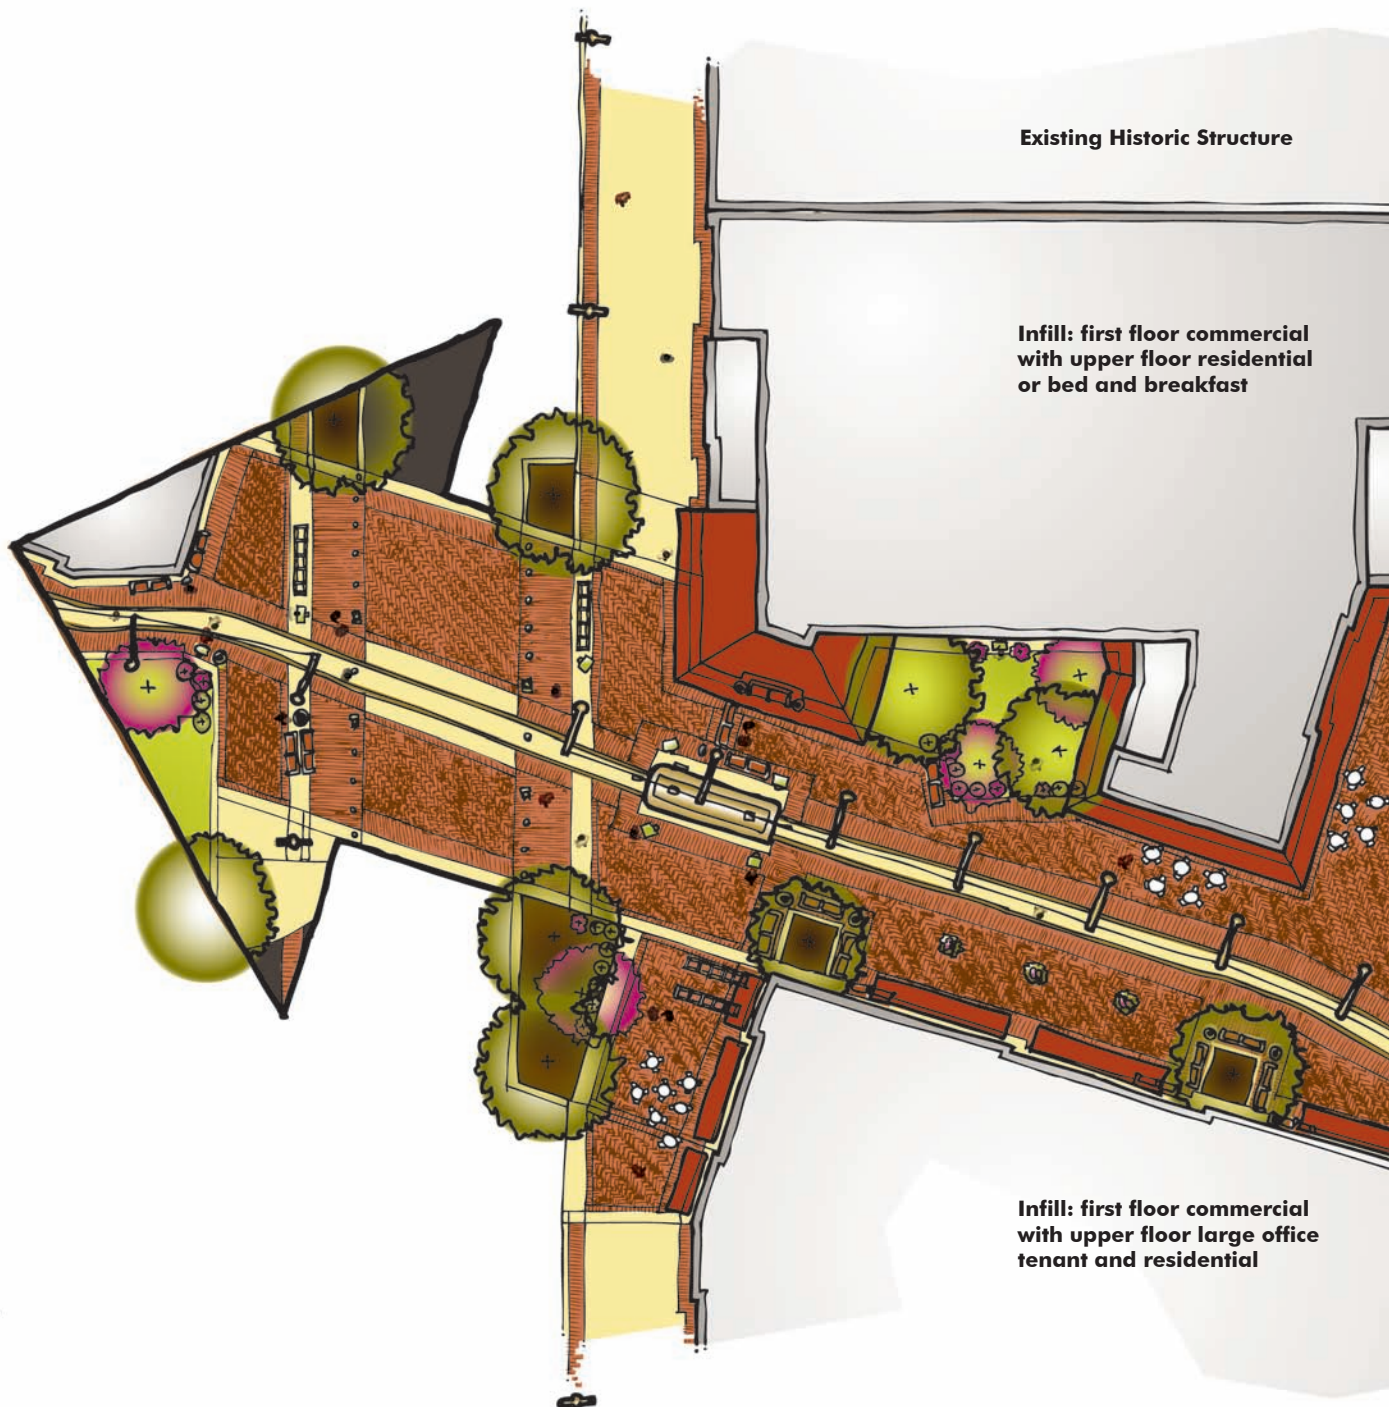 Existing Historic Structure
Infill: first floor commercial
with upper floor residential
or bed and breakfast
Infill: first floor commercial
with upper floor large office
tenant and residential